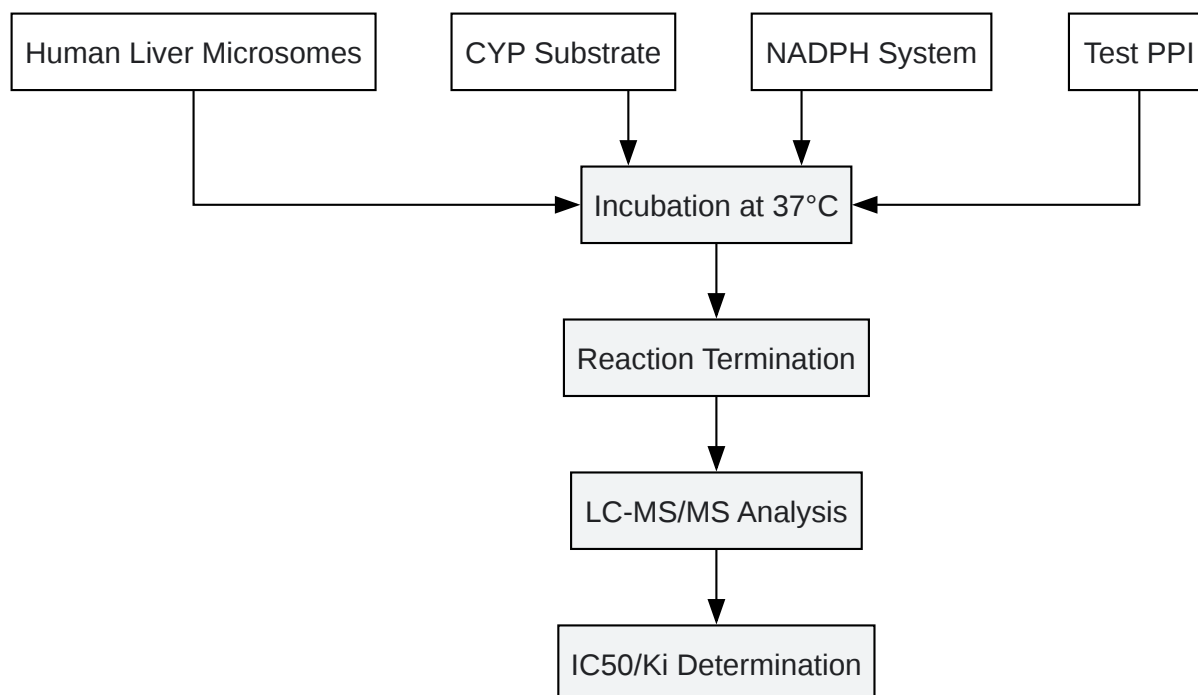 Human Liver Microsomes
CYP Substrate
NADPH System
Test PPI
Incubation at 37°C
Reaction Termination
LC-MS/MS Analysis
IC50/Ki Determination